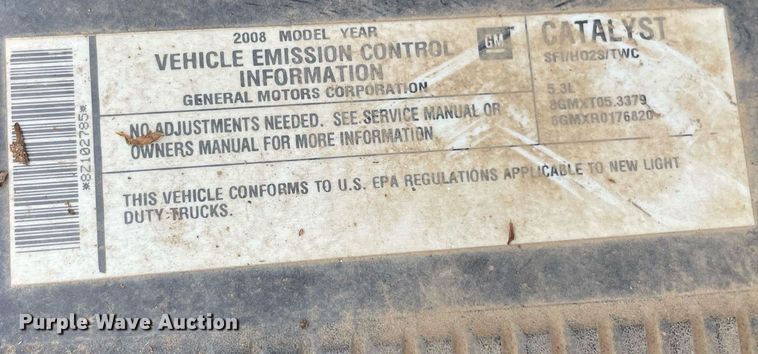 2008 MODEL YEAR
VEHICLE EMISSION CONTROL
INFORMATION
GENERAL MOTORS CORPORATION
GM
CATALYST
SFI/HO2S/TWC
5.3L
8GMXT05.3379
8GMXR0176820
NO ADJUSTMENTS NEEDED. SEE SERVICE MANUAL OR
OWNERS MANUAL FOR MORE INFORMATION
THIS VEHICLE CONFORMS TO U.S. EPA REGULATIONS APPLICABLE TO NEW LIGHT
DUTY TRUCKS.
*8Z102785*
Purple Wave Auction